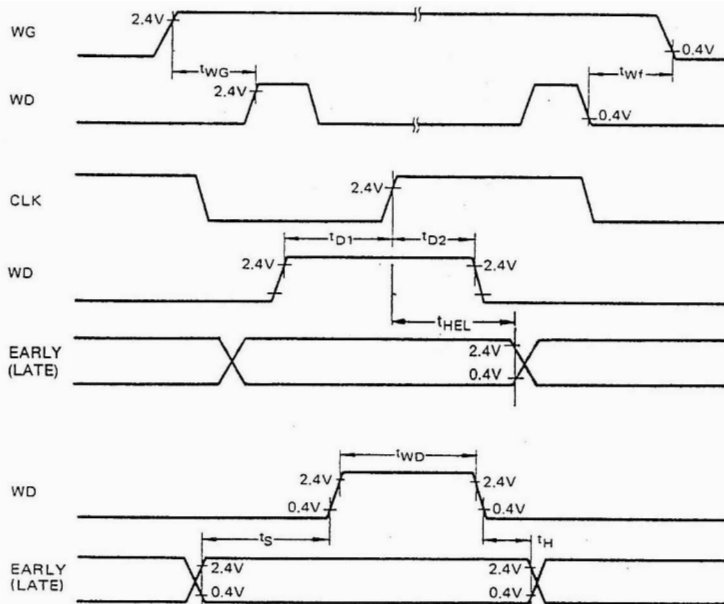 WG
2.4V
0.4V
tWG
tWf
WD
2.4V
0.4V
CLK
2.4V
tD1
tD2
WD
2.4V
2.4V
tHEL
EARLY
(LATE)
2.4V
0.4V
tWD
WD
2.4V
2.4V
0.4V
0.4V
tS
tH
EARLY
(LATE)
2.4V
2.4V
0.4V
0.4V